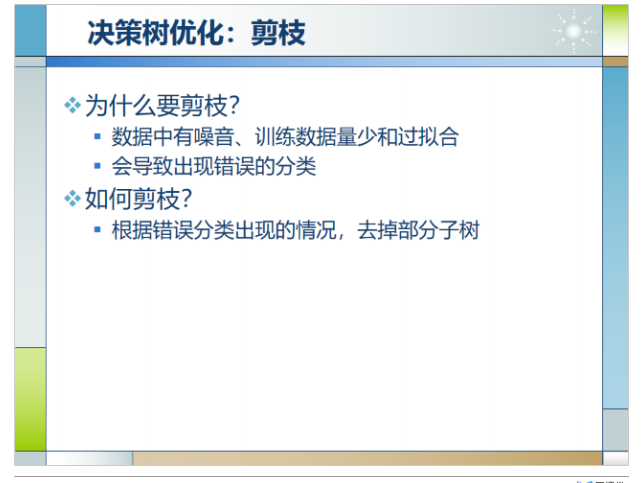 决策树优化：剪枝
为什么要剪枝？
数据中有噪音、训练数据量少和过拟合
会导致出现错误的分类
如何剪枝？
根据错误分类出现的情况，去掉部分子树